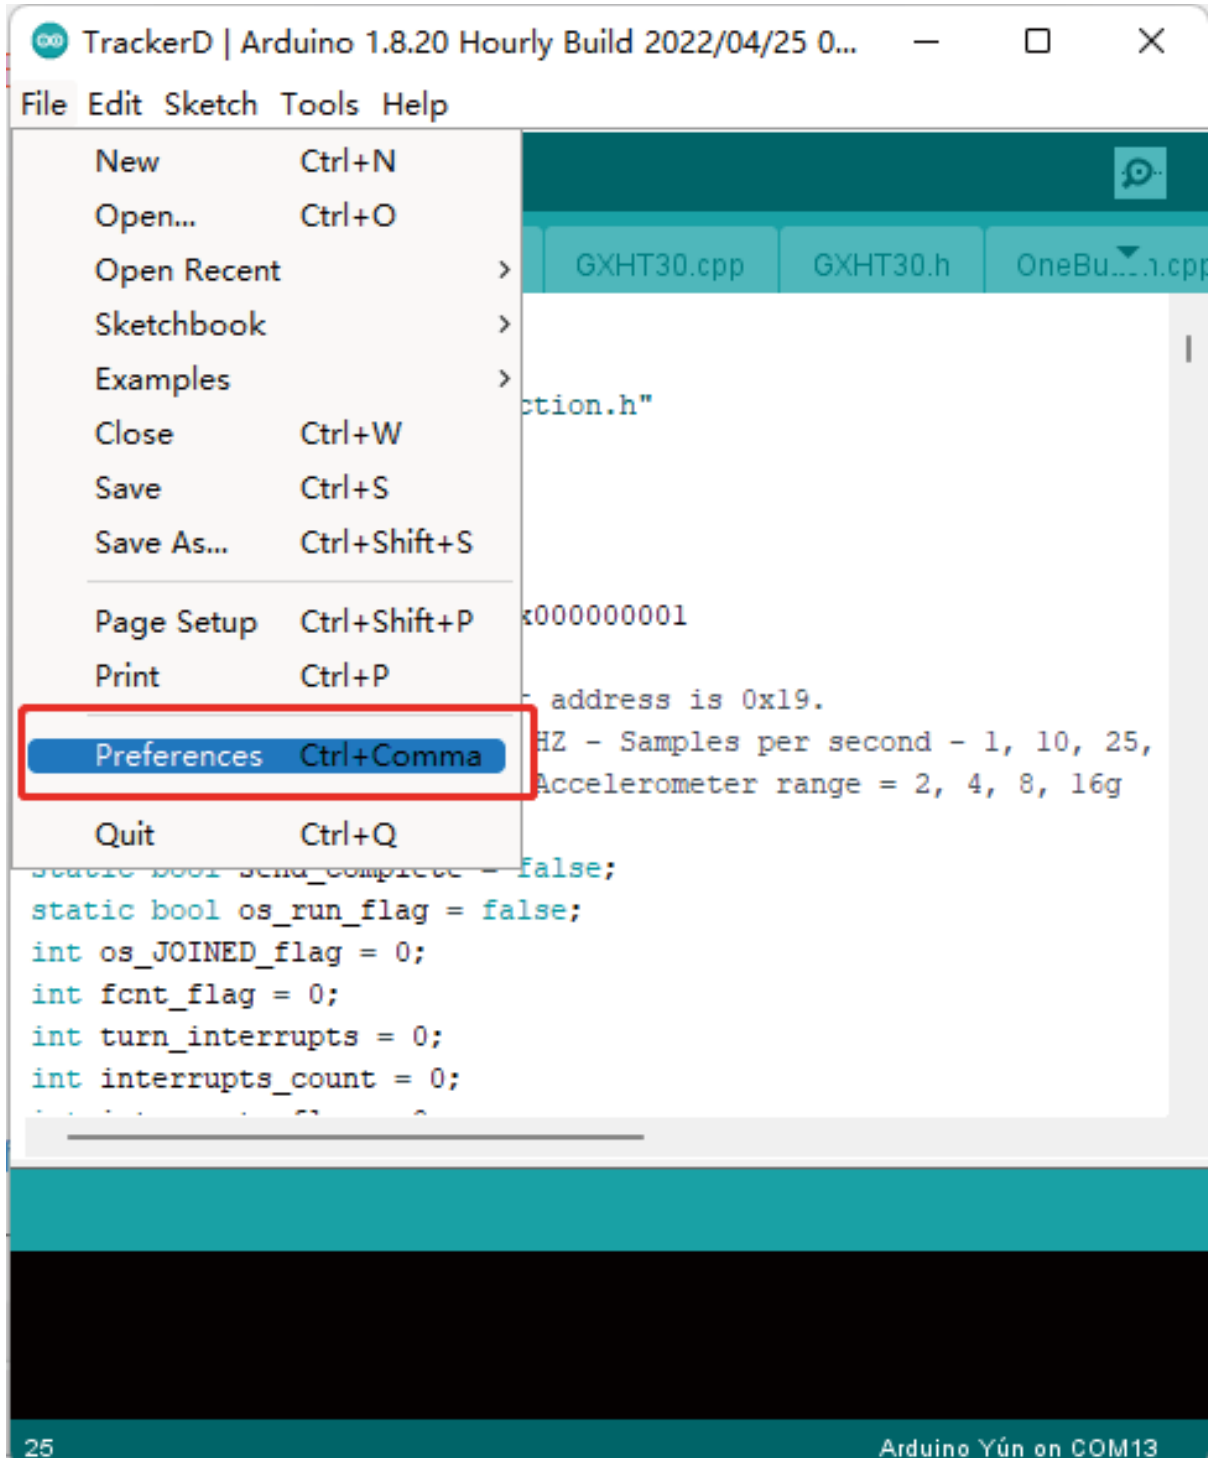 TrackerD | Arduino 1.8.20 Hourly Build 2022/04/25 0...
File Edit Sketch Tools Help
New Ctrl+N
Open... Ctrl+O
Open Recent
Sketchbook
Examples
Close Ctrl+W
Save Ctrl+S
Save As... Ctrl+Shift+S
Page Setup Ctrl+Shift+P
Print Ctrl+P
Preferences Ctrl+Comma
Quit Ctrl+Q
GXHT30.cpp GXHT30.h
ction.h"
x000000001
address is 0x19.
HZ - Samples per second - 1, 10, 25,
Accelerometer range = 2, 4, 8, 16g
static bool send_complete = false;
static bool os_run_flag = false;
int os_JOINED_flag = 0;
int fcnt_flag = 0;
int turn_interrupts = 0;
int interrupts_count = 0;
25 Arduino Yún on COM13